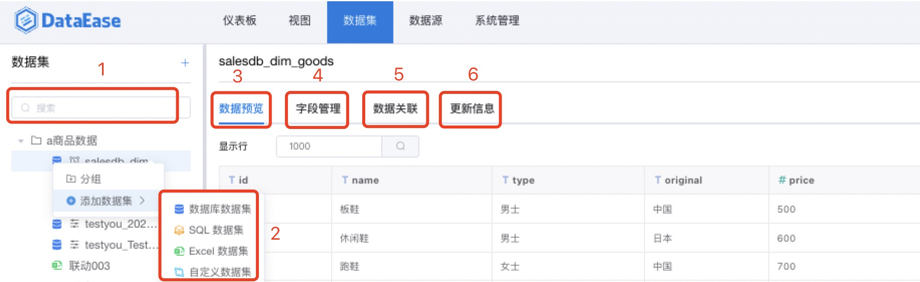 DataEase
仪表板 视图 数据集 数据源 系统管理
数据集 +
salesdb_dim_goods
1
3 4 5 6
搜索
数据预览 字段管理 数据关联 更新信息
a商品数据
显示行 1000
salesdb_dim_
分组
T id T name T type T original # price
添加数据集 >
数据库数据集
板鞋 男士 中国 500
testyou_202...
SQL 数据集
2
休闲鞋 男士 日本 600
testyou_Test...
Excel 数据集
联动003
自定义数据集
跑鞋 女士 中国 700